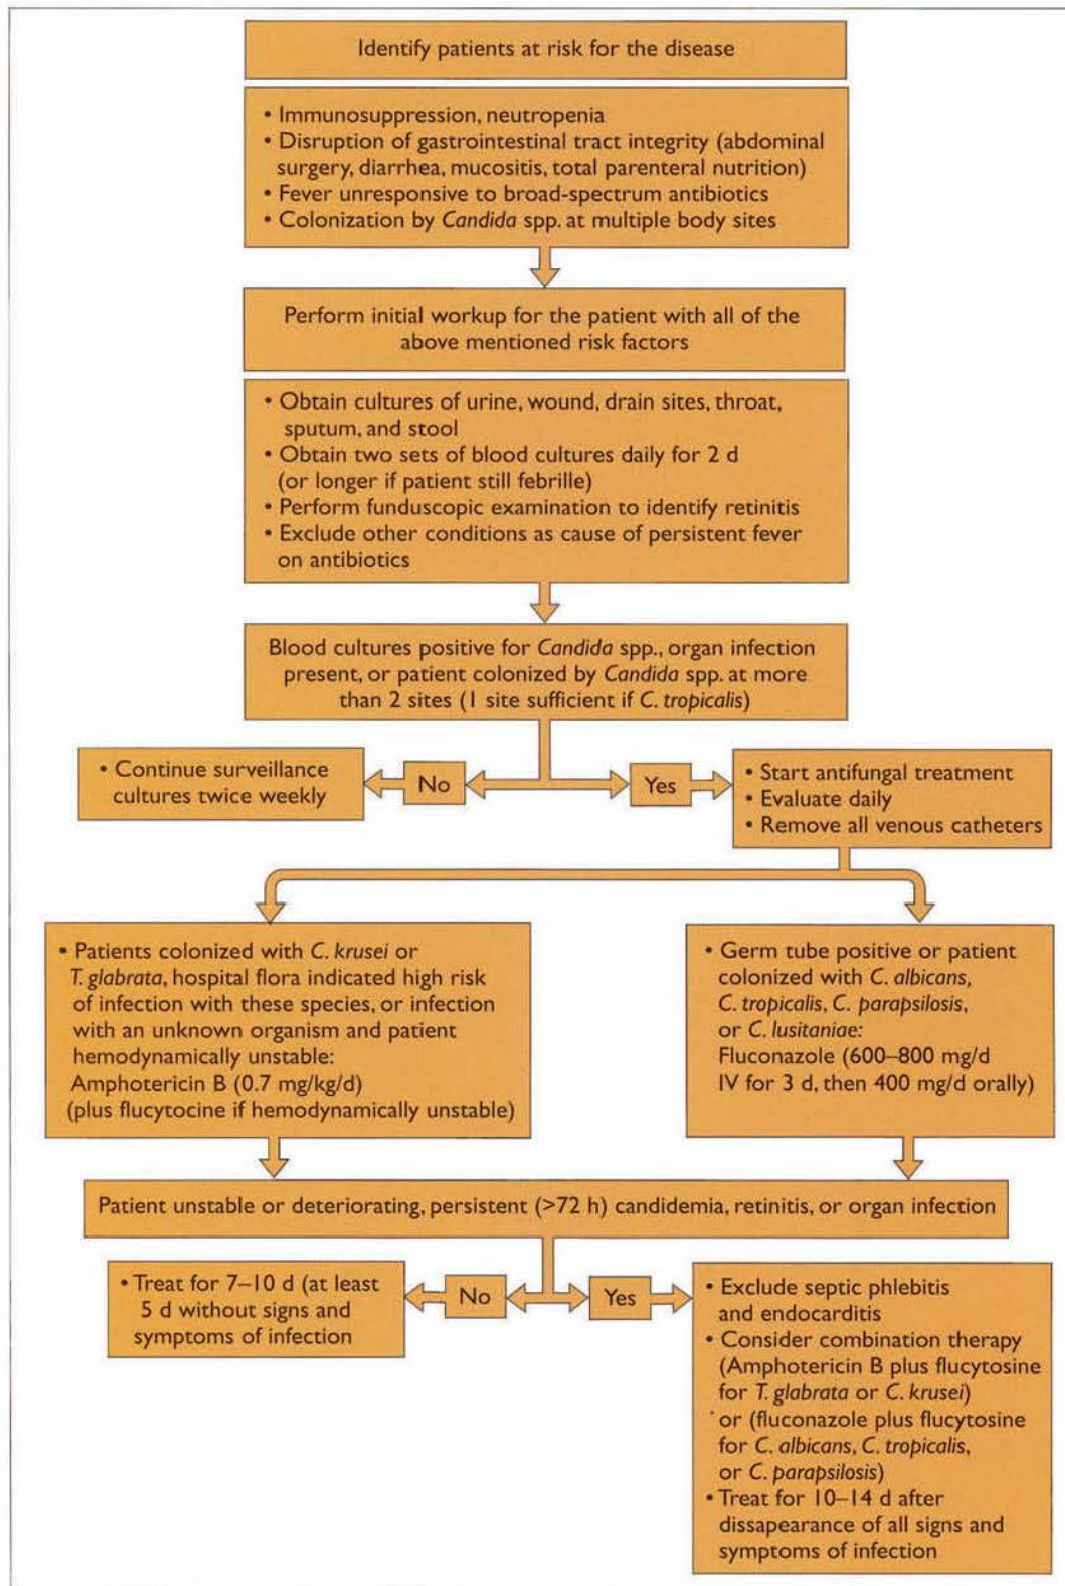 Identify patients at risk for the disease
• Immunosuppression, neutropenia
• Disruption of gastrointestinal tract integrity (abdominal
surgery, diarrhea, mucositis, total parenteral nutrition)
• Fever unresponsive to broad-spectrum antibiotics
• Colonization by Candida spp. at multiple body sites
Perform initial workup for the patient with all of the
above mentioned risk factors
• Obtain cultures of urine, wound, drain sites, throat,
sputum, and stool
• Obtain two sets of blood cultures daily for 2 d
(or longer if patient still febrille)
• Perform funduscopic examination to identify retinitis
• Exclude other conditions as cause of persistent fever
on antibiotics
Blood cultures positive for Candida spp., organ infection
present, or patient colonized by Candida spp. at more
than 2 sites (1 site sufficient if C. tropicalis)
• Continue surveillance
cultures twice weekly
No
Yes
• Start antifungal treatment
• Evaluate daily
• Remove all venous catheters
• Patients colonized with C. krusei or
T. glabrata, hospital flora indicated high risk
of infection with these species, or infection
with an unknown organism and patient
hemodynamically unstable:
Amphotericin B (0.7 mg/kg/d)
(plus flucytocine if hemodynamically unstable)
• Germ tube positive or patient
colonized with C. albicans,
C. tropicalis, C. parapsilosis,
or C. lusitaniae:
Fluconazole (600–800 mg/d
IV for 3 d, then 400 mg/d orally)
Patient unstable or deteriorating, persistent (>72 h) candidemia, retinitis, or organ infection
• Treat for 7–10 d (at least
5 d without signs and
symptoms of infection
No
Yes
• Exclude septic phlebitis
and endocarditis
• Consider combination therapy
(Amphotericin B plus flucytosine
for T. glabrata or C. krusei)
or (fluconazole plus flucytosine
for C. albicans, C. tropicalis,
or C. parapsilosis)
• Treat for 10–14 d after
dissapearance of all signs and
symptoms of infection